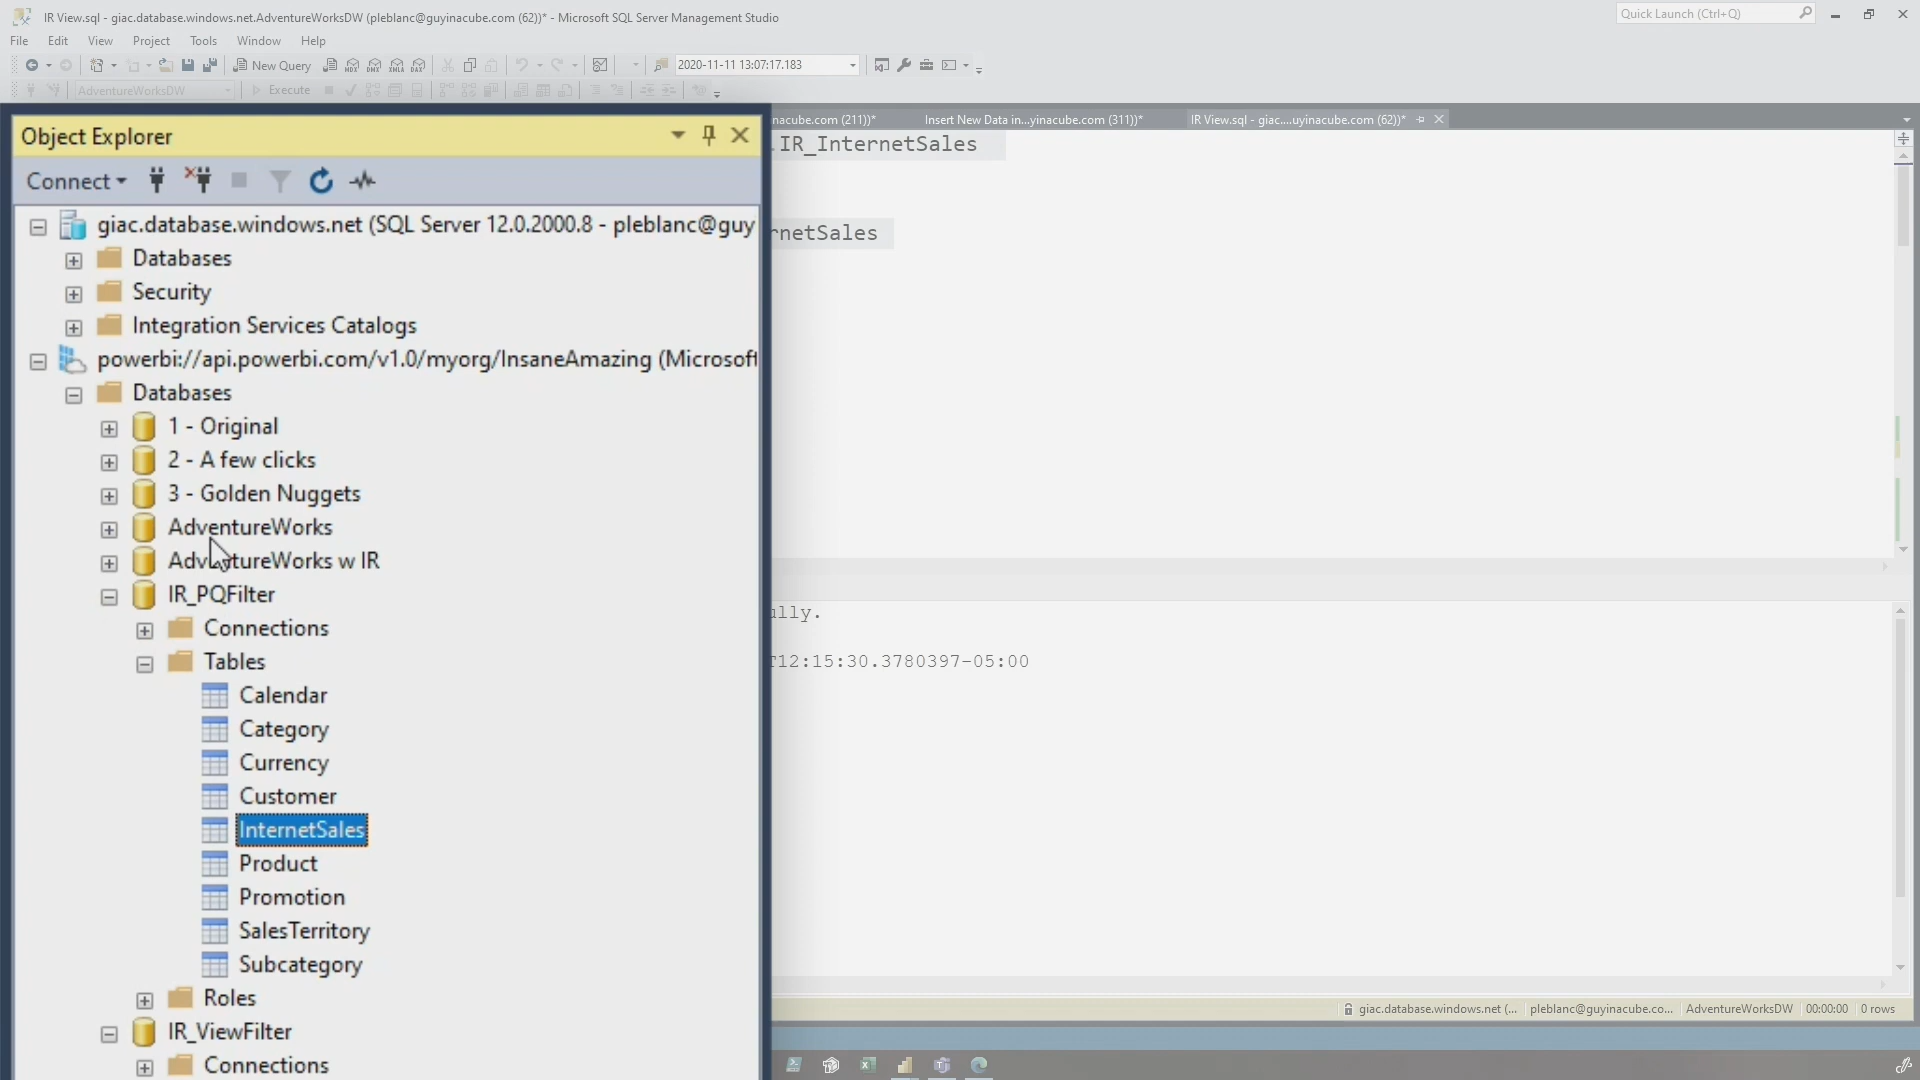 IR View.sql - giac.database.windows.net.AdventureWorksDW (pleblanc@guyinacube.com (62))* - Microsoft SQL Server Management Studio
Quick Launch (Ctrl+Q)
File Edit View Project Tools Window Help
New Query
2020-11-11 13:07:17.183
AdventureWorksDW
Execute
nacube.com (211))*
Insert New Data in...yinacube.com (311))*
IR View.sql - giac....uyinacube.com (62))*
Object Explorer
.IR_InternetSales
Connect
giac.database.windows.net (SQL Server 12.0.2000.8 - pleblanc@guy
rnetSales
Databases
Security
Integration Services Catalogs
powerbi://api.powerbi.com/v1.0/myorg/InsaneAmazing (Microsoft
Databases
1 - Original
2 - A few clicks
3 - Golden Nuggets
AdventureWorks
AdventureWorks w IR
IR_PQFilter
Connections
Tables
Calendar
Category
Currency
Customer
InternetSales
Product
Promotion
SalesTerritory
Subcategory
Roles
IR_ViewFilter
Connections
ully.
T12:15:30.3780397-05:00
giac.database.windows.net (... pleblanc@guyinacube.co... AdventureWorksDW 00:00:00 0 rows